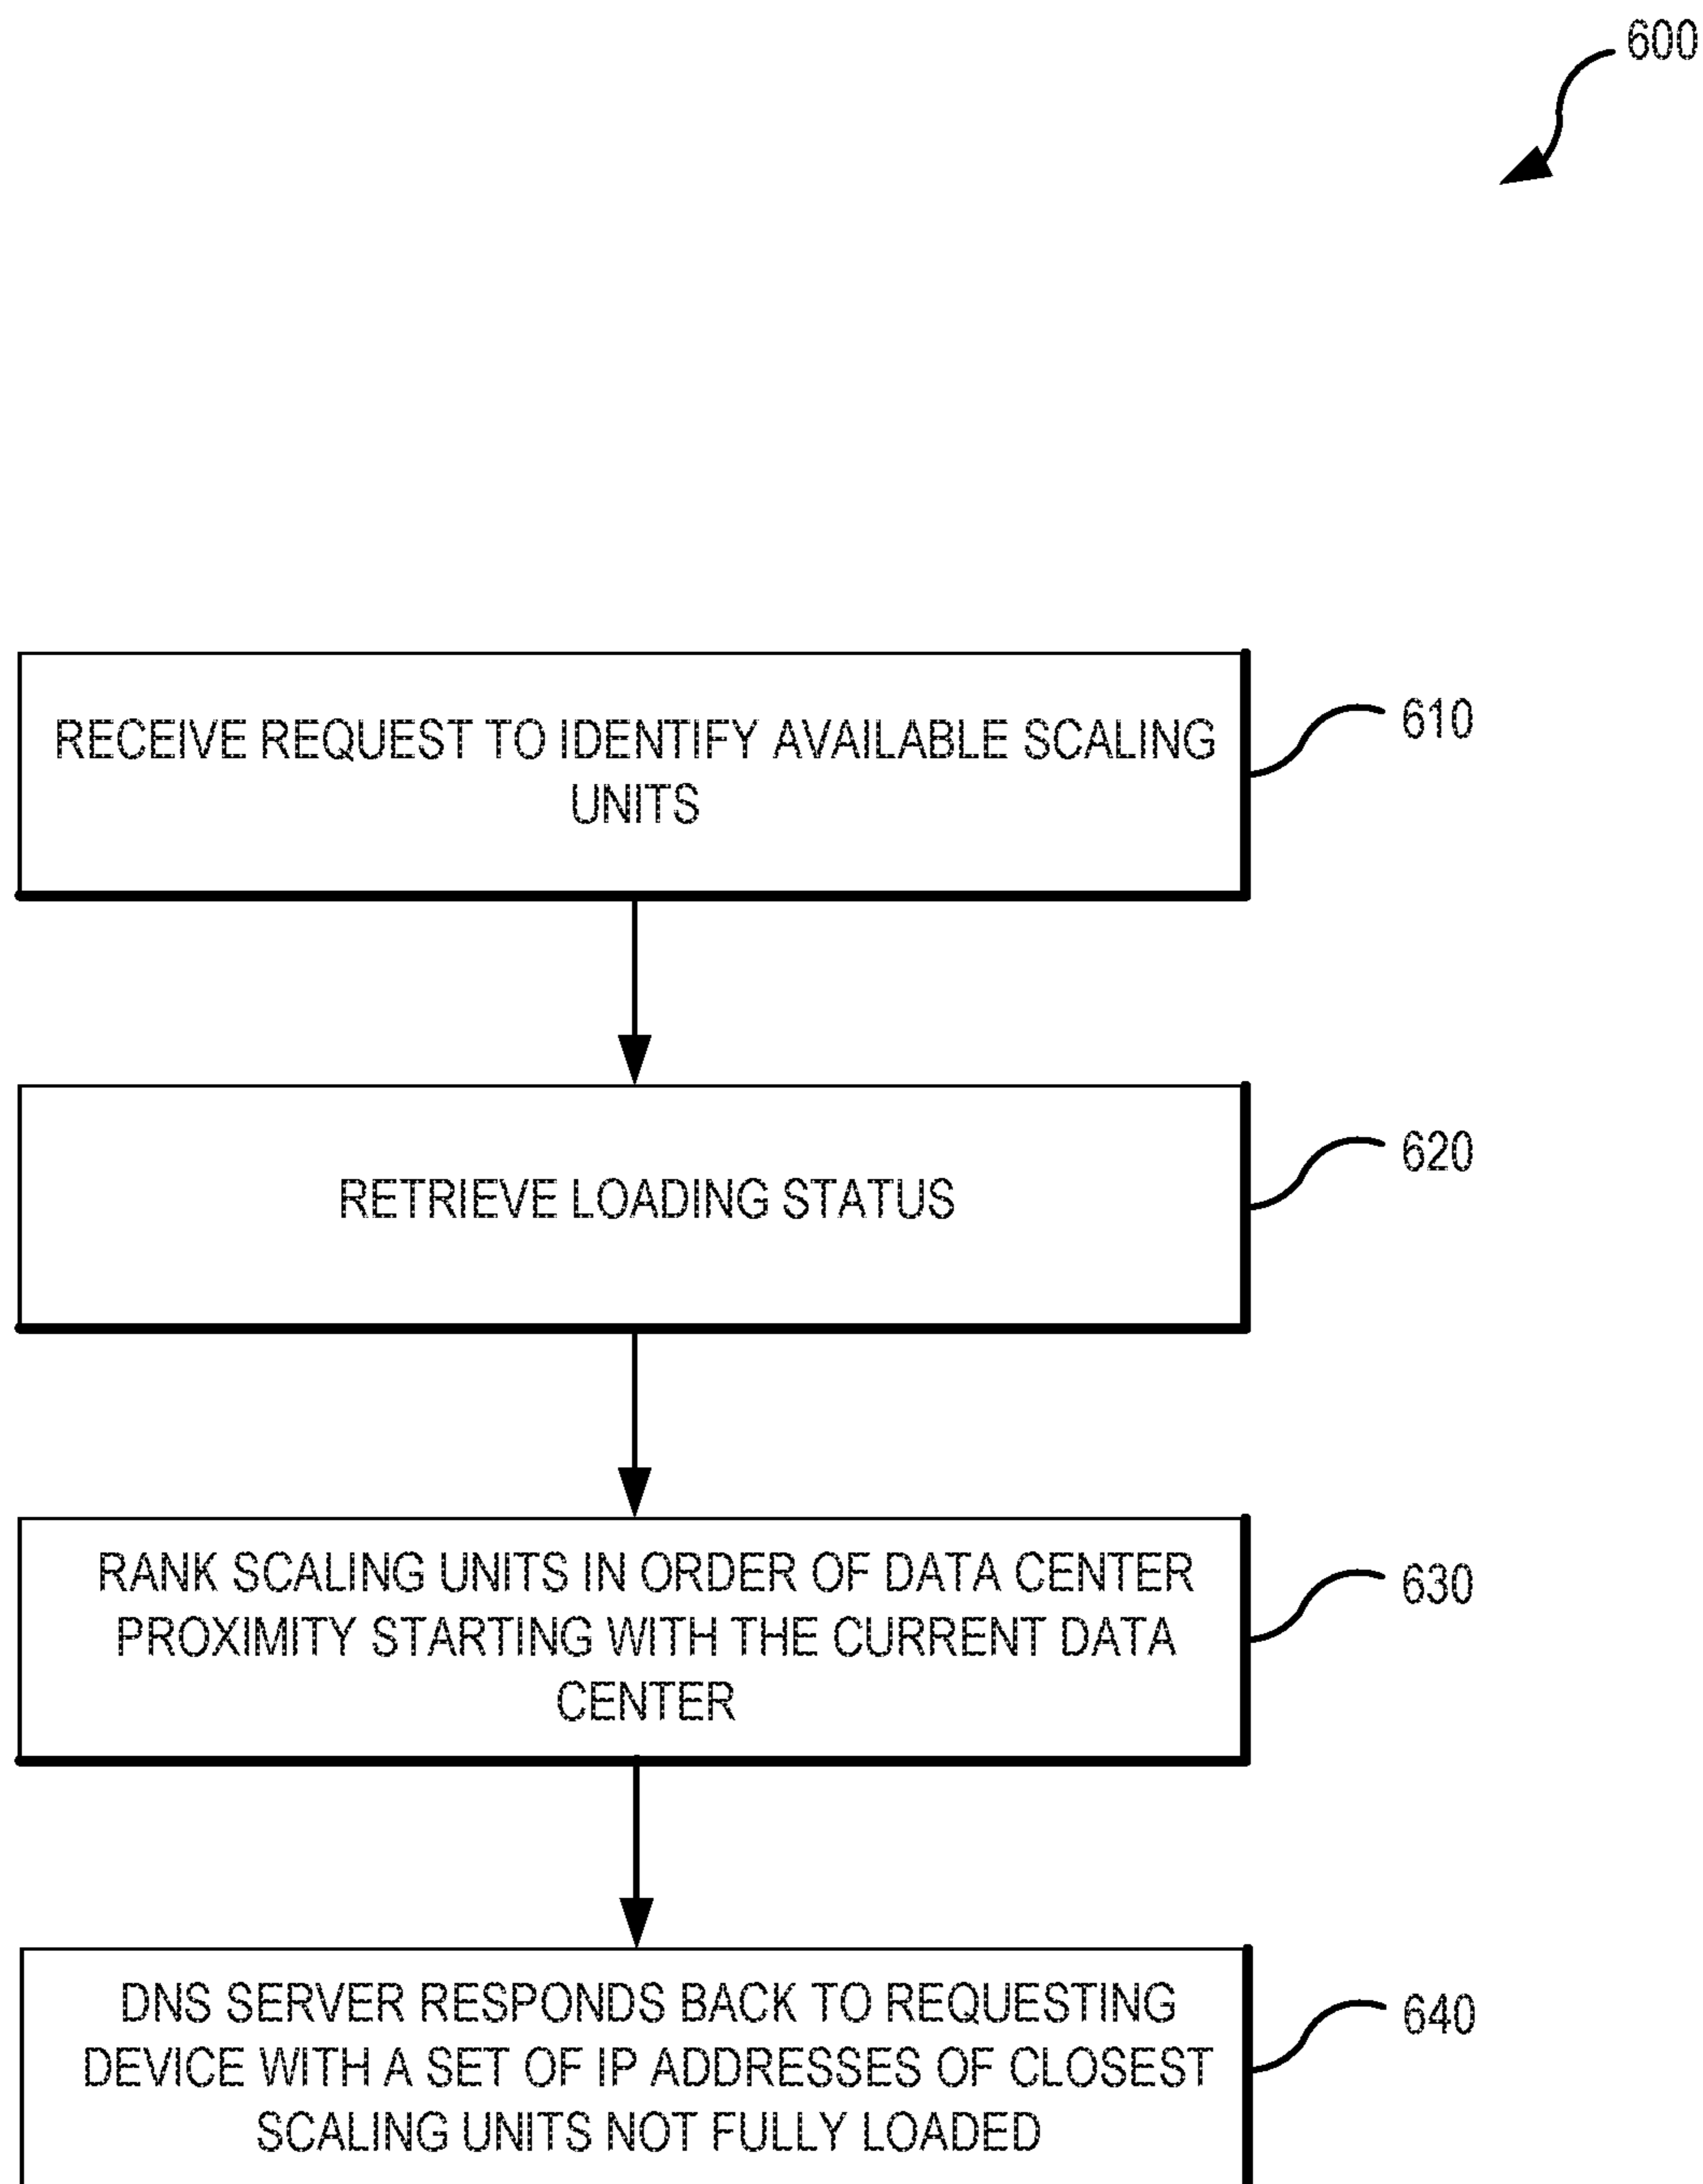 600
RECEIVE REQUEST TO IDENTIFY AVAILABLE SCALING
UNITS
610
RETRIEVE LOADING STATUS
620
RANK SCALING UNITS IN ORDER OF DATA CENTER
PROXIMITY STARTING WITH THE CURRENT DATA
CENTER
630
DNS SERVER RESPONDS BACK TO REQUESTING
DEVICE WITH A SET OF IP ADDRESSES OF CLOSEST
SCALING UNITS NOT FULLY LOADED
640